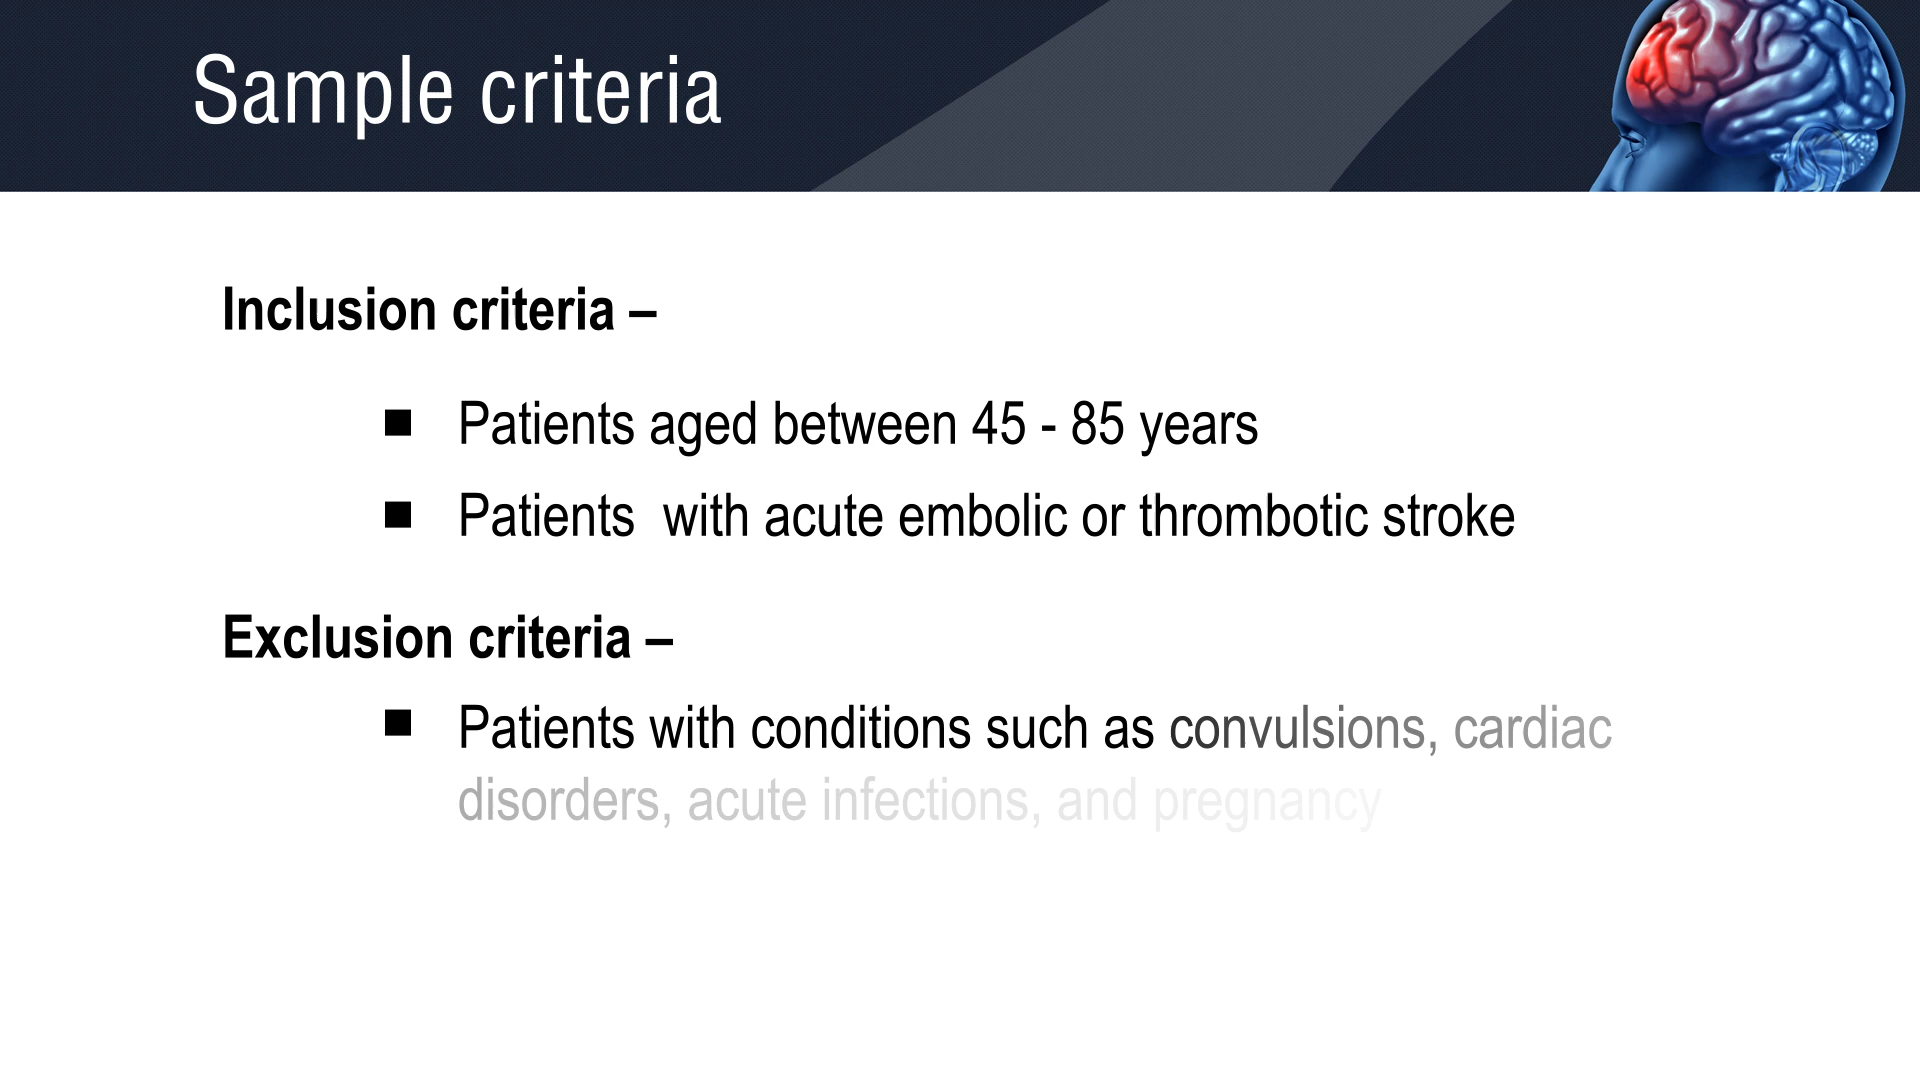 Sample criteria
Inclusion criteria –
■ Patients aged between 45 - 85 years
■ Patients  with acute embolic or thrombotic stroke
Exclusion criteria –
■ Patients with conditions such as convulsions, cardiac
disorders, acute infections, and pregnancy